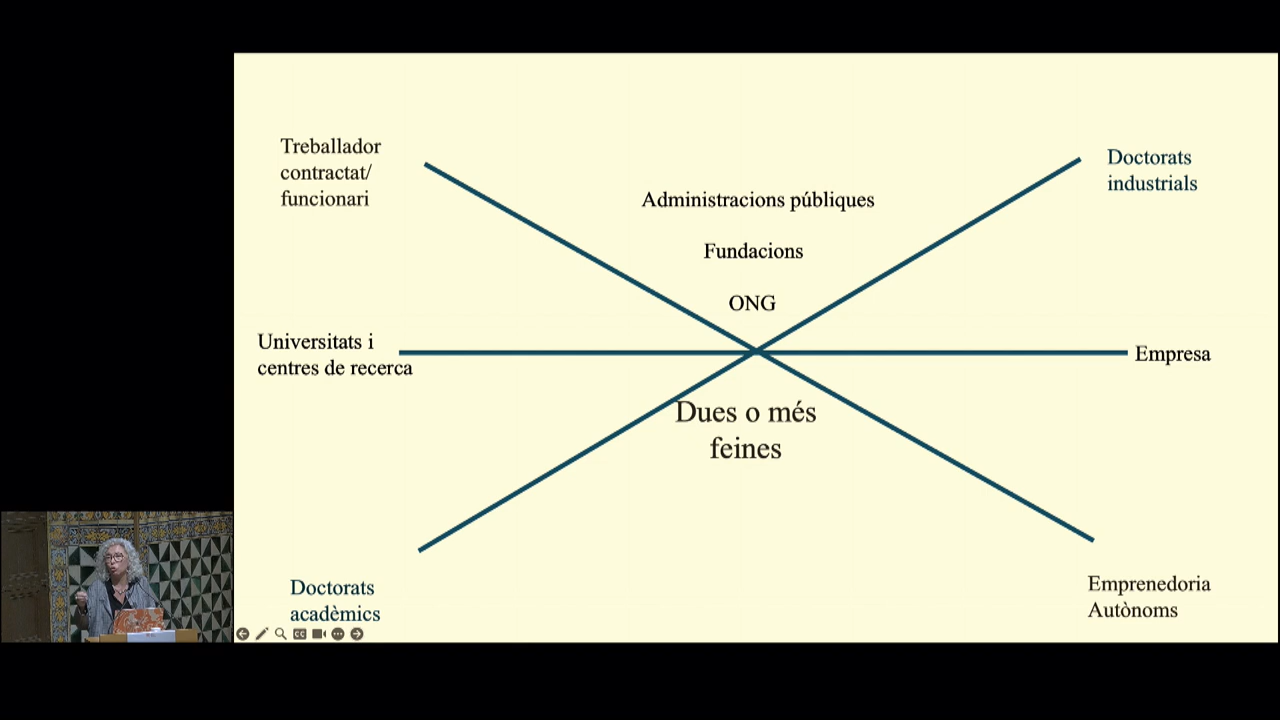 Treballador
contractat/
funcionari
Doctorats
industrials
Administracions públiques
Fundacions
ONG
Universitats i
centres de recerca
Empresa
Dues o més
feines
Doctorats
acadèmics
Emprenedoria
Autònoms
CC